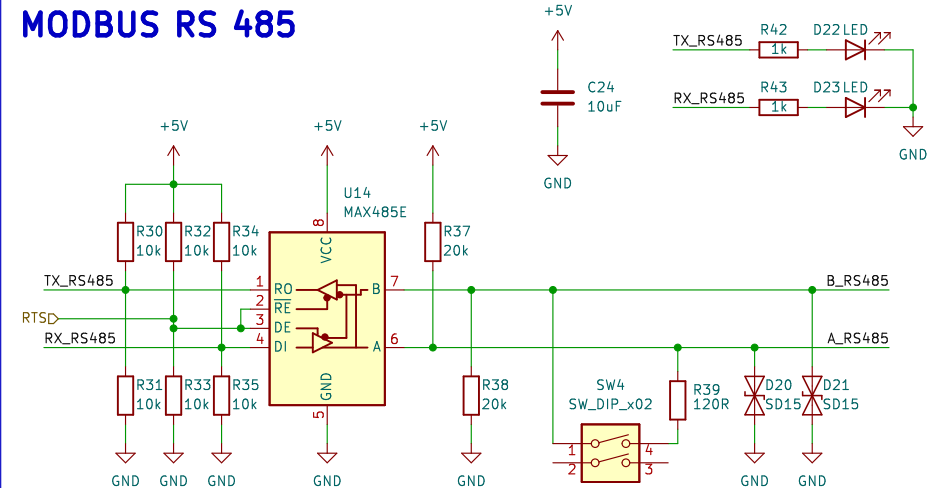 MODBUS RS 485
+5V
C24
10uF
GND
TX_RS485
R42
1k
D22 LED
RX_RS485
R43
1k
D23 LED
GND
+5V
+5V
+5V
R30
10k
R32
10k
R34
10k
U14
MAX485E
R37
20k
8
VCC
TX_RS485
1
RO
B
7
B_RS485
2
RE
RTS
3
DE
RX_RS485
4
DI
A
6
A_RS485
GND
5
R31
10k
R33
10k
R35
10k
R38
20k
SW4
SW_DIP_x02
R39
120R
D20
SD15
D21
SD15
1
4
2
3
GND
GND
GND
GND
GND
GND
GND